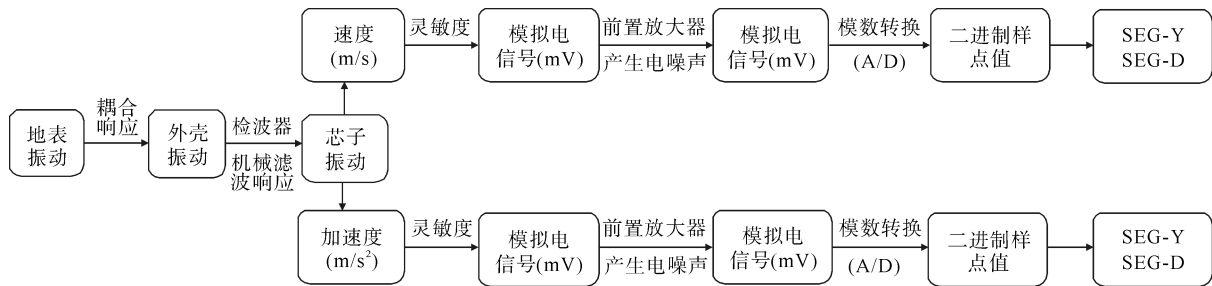 速度
(m/s)
灵敏度
模拟电
信号(mV)
前置放大器
产生电噪声
模拟电
信号(mV)
模数转换
(A/D)
二进制样
点值
SEG-Y
SEG-D
地表
振动
耦合
响应
外壳
振动
检波器
机械滤
波响应
芯子
振动
加速度
(m/s²)
灵敏度
模拟电
信号(mV)
前置放大器
产生电噪声
模拟电
信号(mV)
模数转换
(A/D)
二进制样
点值
SEG-Y
SEG-D